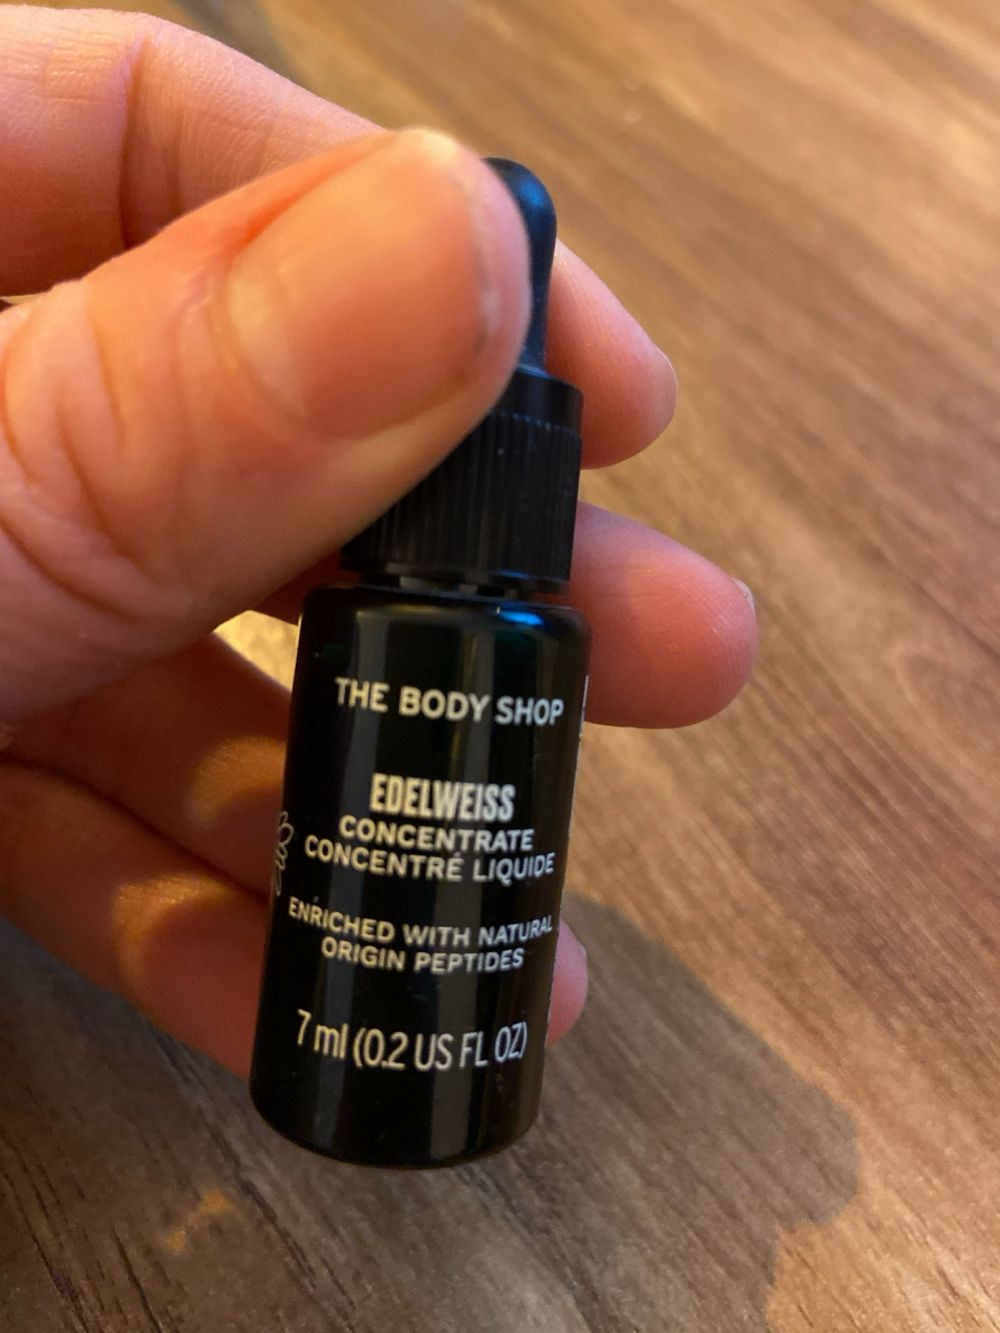 THE BODY SHOP
EDELWEISS
CONCENTRATE
CONCENTRÉ LIQUIDE
ENRICHED WITH NATURAL
ORIGIN PEPTIDES
7 ml (0.2 US FL OZ)